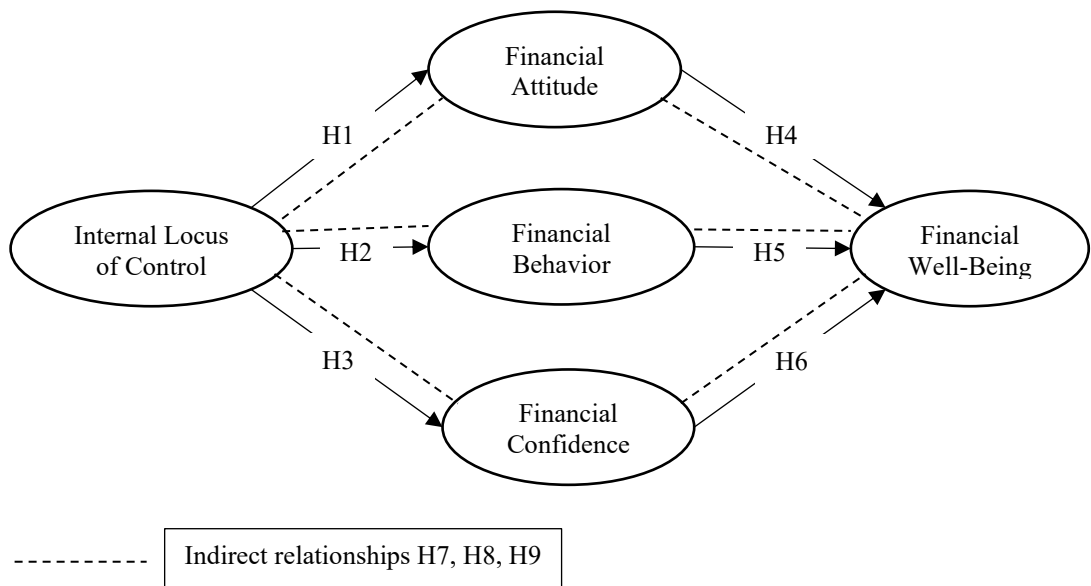 Financial
Attitude
H1
H4
Internal Locus
of Control
H2
Financial
Behavior
H5
Financial
Well-Being
H3
H6
Financial
Confidence
Indirect relationships H7, H8, H9